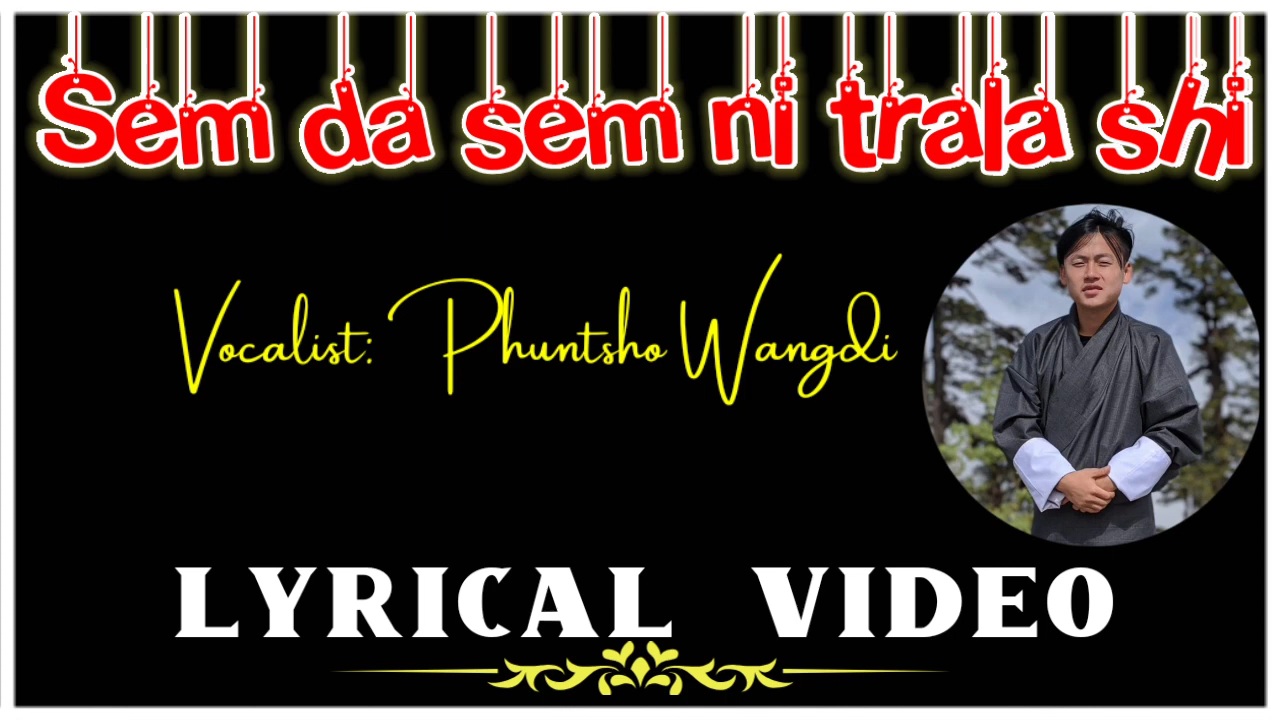 Sem da sem ni trala shi
Vocalist: Phuntsho Wangdi
LYRICAL VIDEO